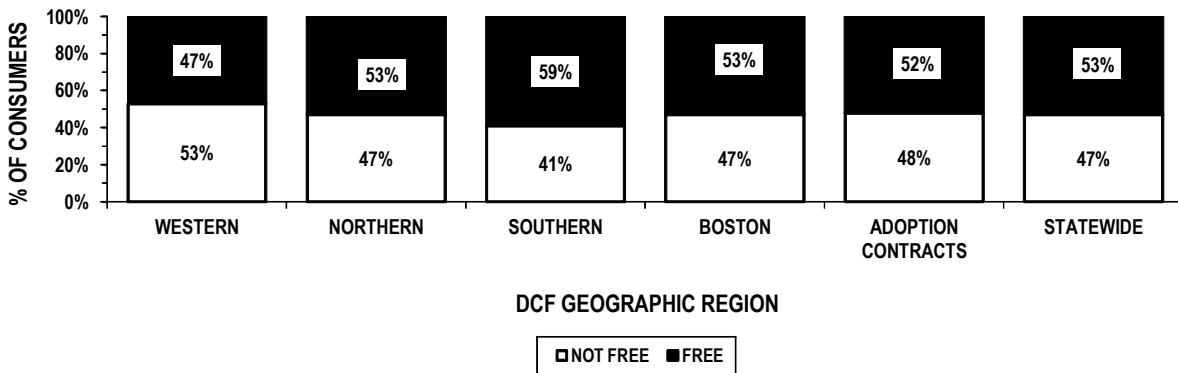 % OF CONSUMERS
100%
80%
60%
40%
20%
0%
47%
53%
59%
53%
52%
53%
53%
47%
41%
47%
48%
47%
WESTERN
NORTHERN
SOUTHERN
BOSTON
ADOPTION
CONTRACTS
STATEWIDE
DCF GEOGRAPHIC REGION
NOT FREE FREE